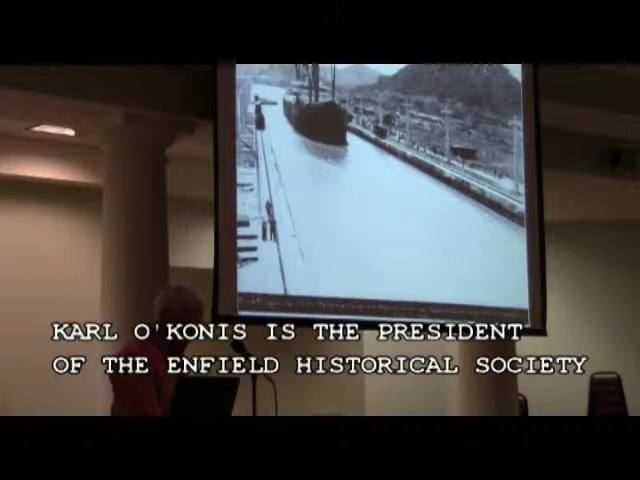 KARL O'KONIS IS THE PRESIDENT
OF THE ENFIELD HISTORICAL SOCIETY